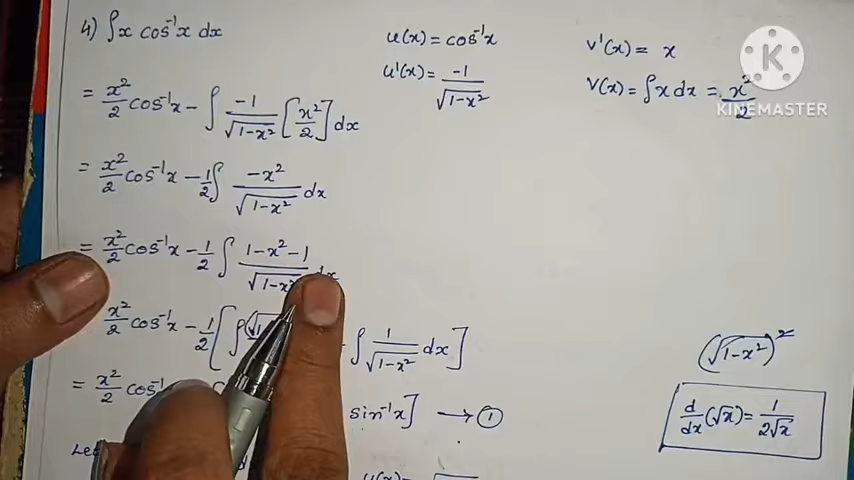 4) ∫x cos⁻¹x dx
u(x) = cos⁻¹x
v'(x) = x
u'(x) = -1/√(1-x²)
v(x) = ∫x dx = x²/2
KINEMASTER
= x²/2 cos⁻¹x - ∫ -1/√(1-x²) [x²/2] dx
= x²/2 cos⁻¹x - 1/2 ∫ -x²/√(1-x²) dx
= x²/2 cos⁻¹x - 1/2 ∫ (1-x²-1)/√(1-x²) dx
x²/2 cos⁻¹x - 1/2 [∫ ∫ 1/√(1-x²) dx]
(√(1-x²))²
= x²/2 cos⁻¹ sin⁻¹x] → ①
d/dx (√x) = 1/(2√x)
u(x) =